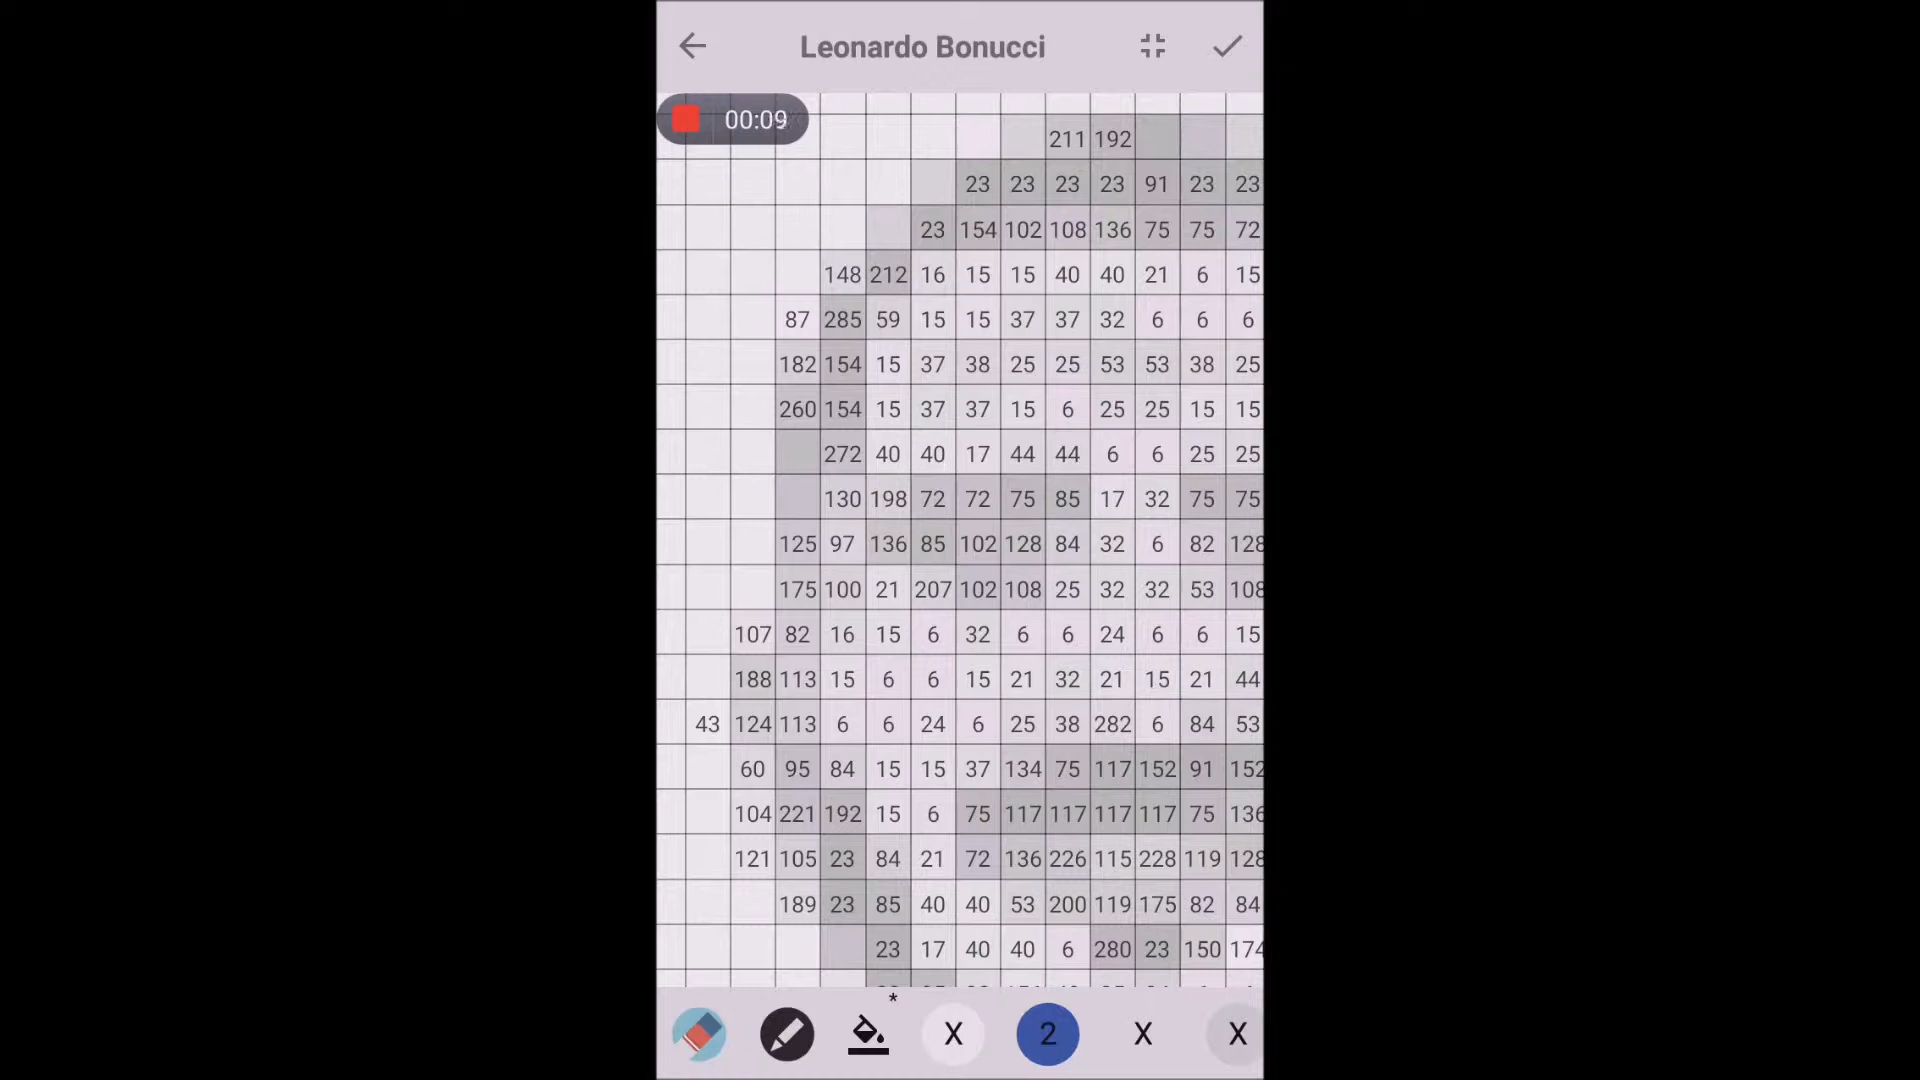 Leonardo Bonucci
00:09
211 192
23 23 23 23 91 23 23
23 154 102 108 136 75 75 72
148 212 16 15 15 40 40 21 6 15
87 285 59 15 15 37 37 32 6 6 6
182 154 15 37 38 25 25 53 53 38 25
260 154 15 37 37 15 6 25 25 15 15
272 40 40 17 44 44 6 6 25 25
130 198 72 72 75 85 17 32 75 75
125 97 136 85 102 128 84 32 6 82 128
175 100 21 207 102 108 25 32 32 53 108
107 82 16 15 6 32 6 6 24 6 6 15
188 113 15 6 6 15 21 32 21 15 21 44
43 124 113 6 6 24 6 25 38 282 6 84 53
60 95 84 15 15 37 134 75 117 152 91 152
104 221 192 15 6 75 117 117 117 117 75 136
121 105 23 84 21 72 136 226 115 228 119 128
189 23 85 40 40 53 200 119 175 82 84
23 17 40 40 6 280 23 150 174
*
X 2 X X